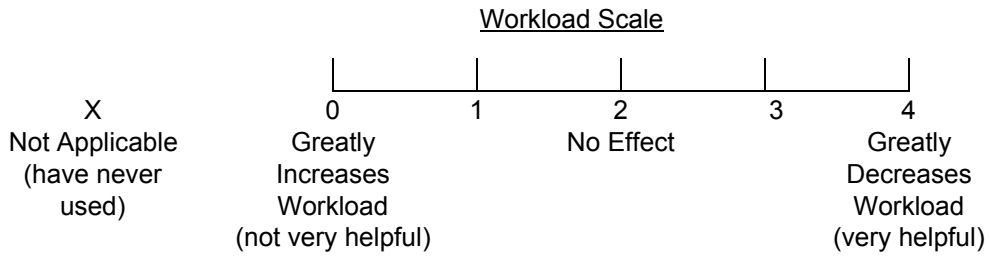 Workload Scale
X 0 1 2 3 4
Not Applicable Greatly No Effect Greatly
(have never Increases Decreases
used) Workload Workload
(not very helpful) (very helpful)